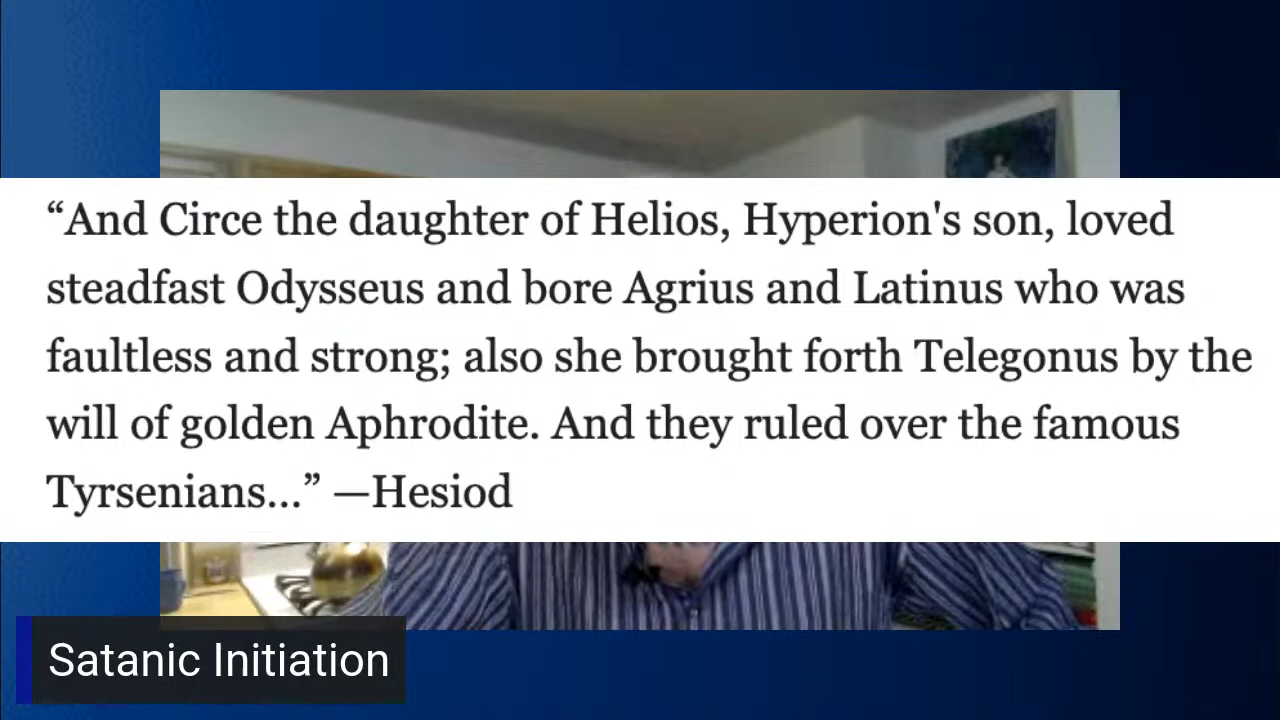 “And Circe the daughter of Helios, Hyperion's son, loved
steadfast Odysseus and bore Agrius and Latinus who was
faultless and strong; also she brought forth Telegonus by the
will of golden Aphrodite. And they ruled over the famous
Tyrsenians...” —Hesiod
Satanic Initiation